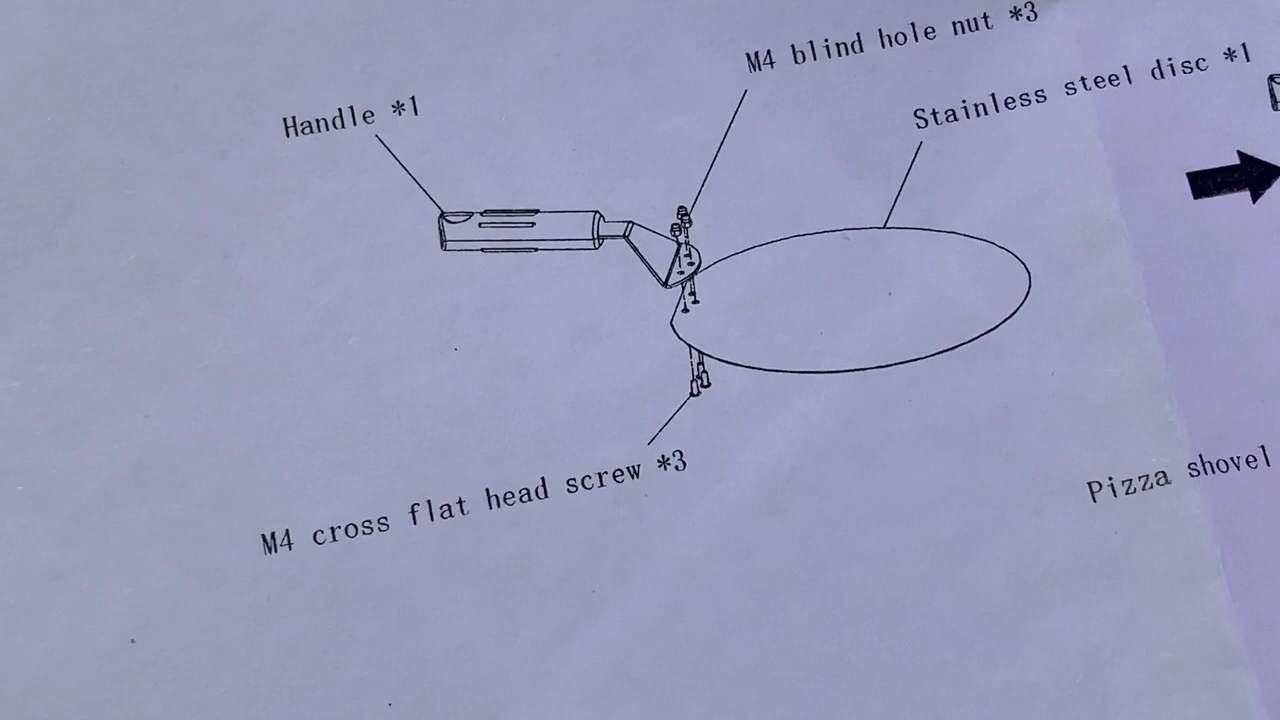 M4 blind hole nut *3
Stainless steel disc *1
Handle *1
M4 cross flat head screw *3
Pizza shovel